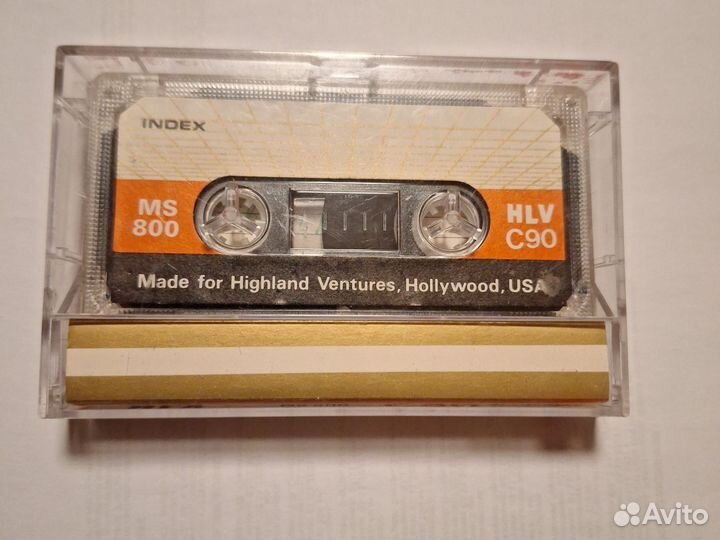 INDEX
MS HLV
800 C90
Made for Highland Ventures, Hollywood, USA
Avito